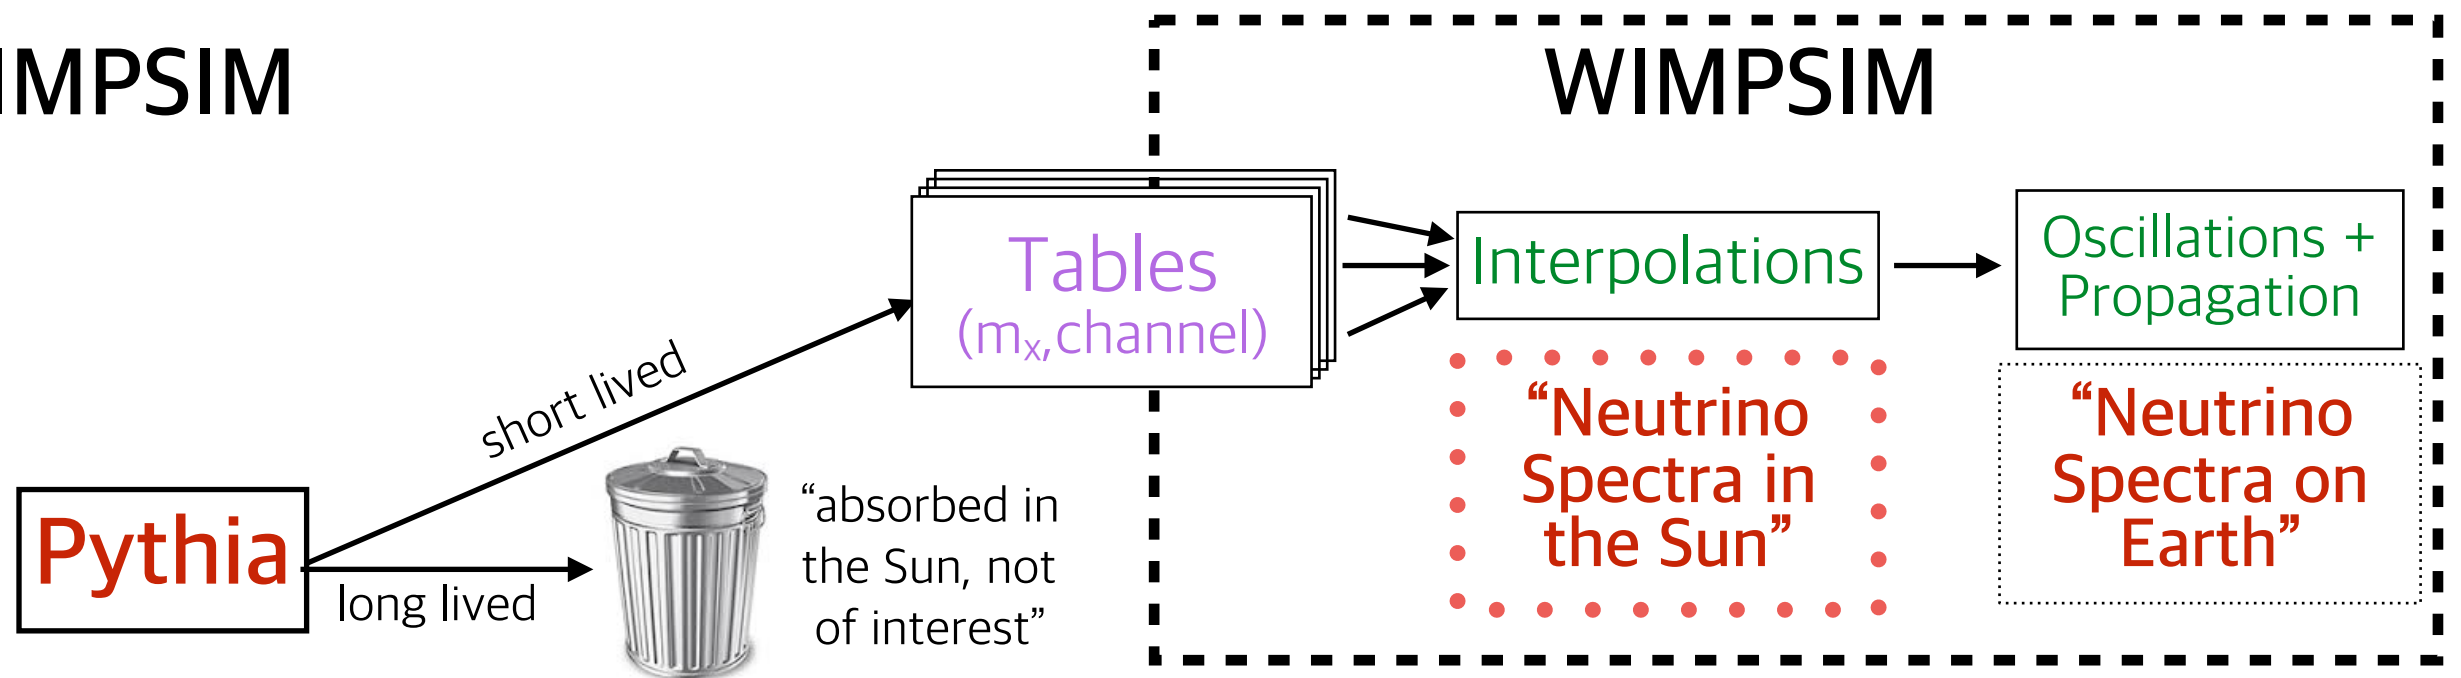 IMPSIM
WIMPSIM
Tables
(mx,channel)
Interpolations
Oscillations +
Propagation
short lived
“Neutrino
Spectra in
the Sun”
“Neutrino
Spectra on
Earth”
Pythia
long lived
“absorbed in
the Sun, not
of interest”